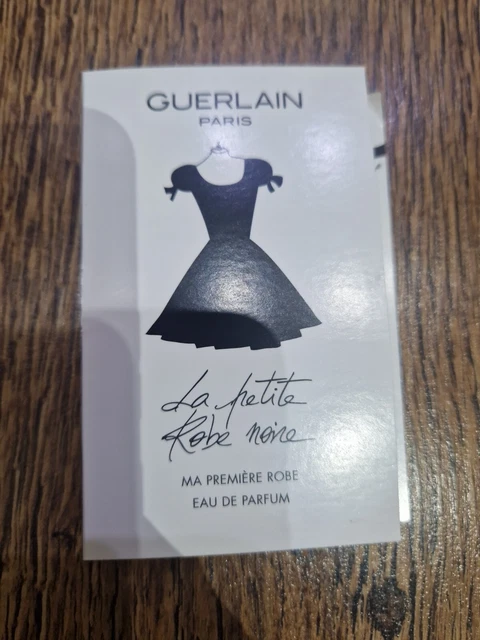 GUERLAIN
PARIS
La petite
Robe noire
MA PREMIÈRE ROBE
EAU DE PARFUM